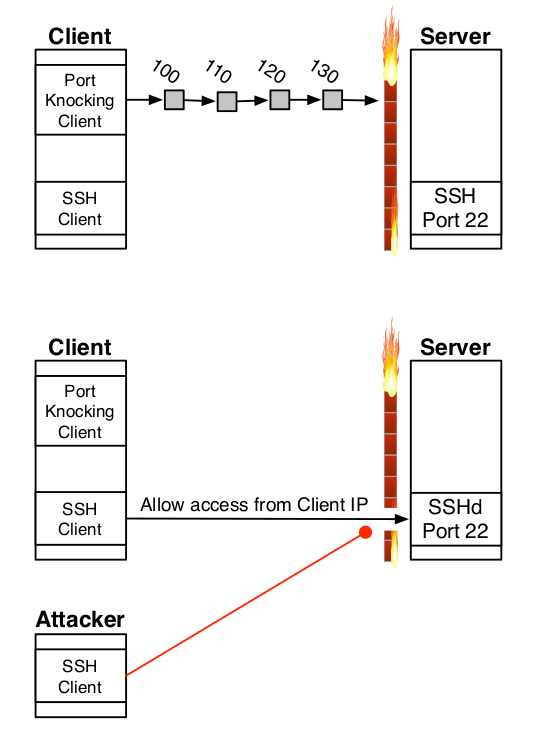 Client
Server
100
110
120
130
Port
Knocking
Client
SSH
Client
SSH
Port 22
Client
Server
Port
Knocking
Client
Allow access from Client IP
SSH
Client
SSHd
Port 22
Attacker
SSH
Client